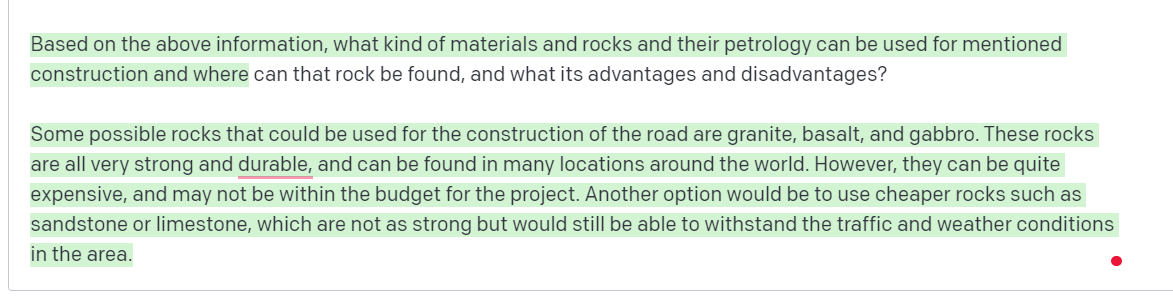 Based on the above information, what kind of materials and rocks and their petrology can be used for mentioned
construction and where can that rock be found, and what its advantages and disadvantages?
Some possible rocks that could be used for the construction of the road are granite, basalt, and gabbro. These rocks
are all very strong and durable, and can be found in many locations around the world. However, they can be quite
expensive, and may not be within the budget for the project. Another option would be to use cheaper rocks such as
sandstone or limestone, which are not as strong but would still be able to withstand the traffic and weather conditions
in the area.